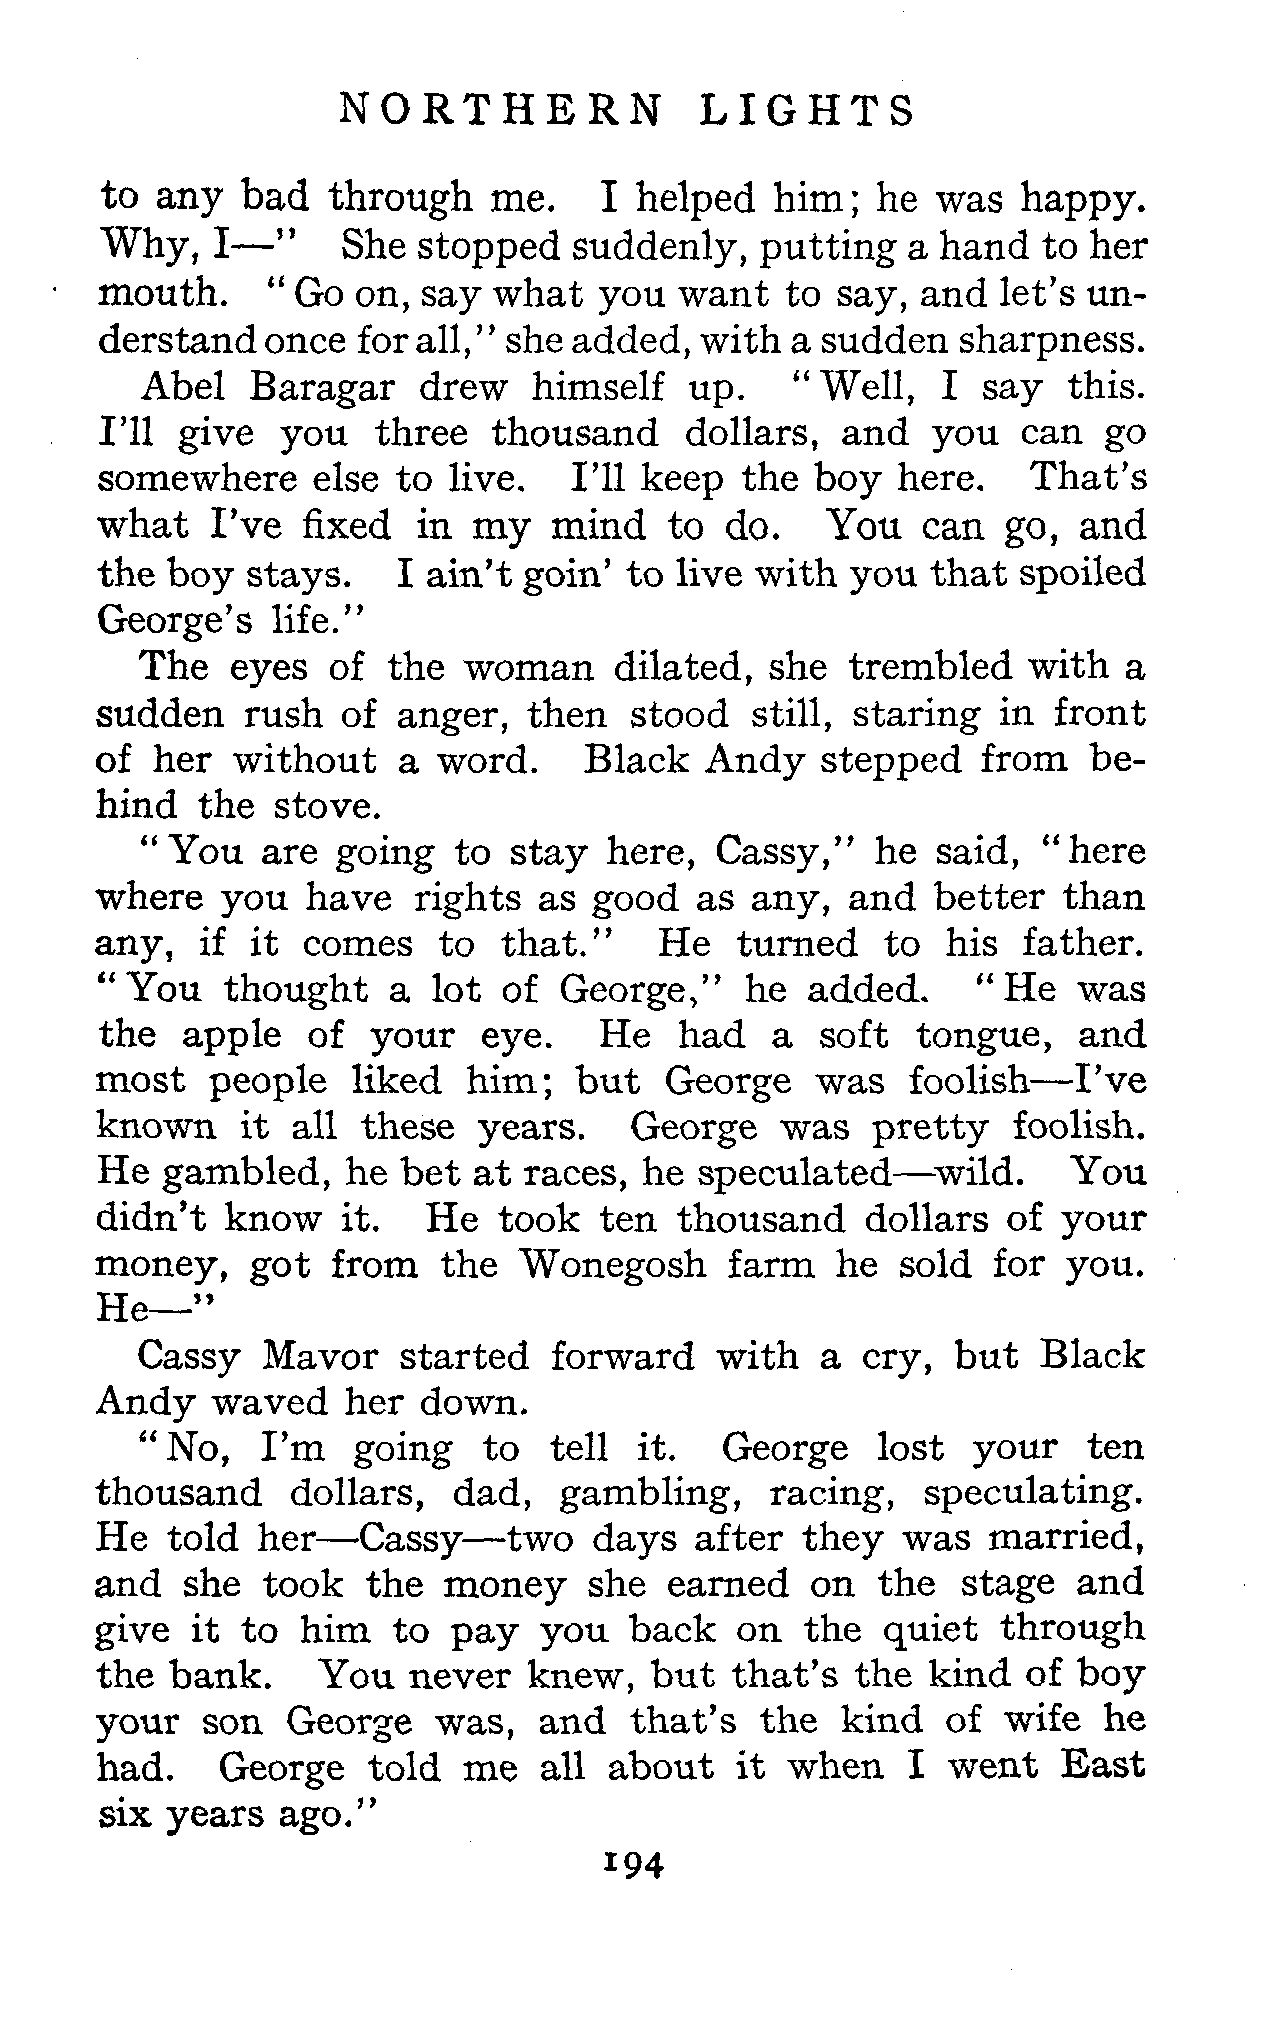 NORTHERN LIGHTS
to any bad through me. I helped him; he was happy.
Why, I—" She stopped suddenly, putting a hand to her
mouth. "Go on, say what you want to say, and let's un-
derstand once for all," she added, with a sudden sharpness.
Abel Baragar drew himself up. "Well, I say this.
I'll give you three thousand dollars, and you can go
somewhere else to live. I'll keep the boy here. That's
what I've fixed in my mind to do. You can go, and
the boy stays. I ain't goin' to live with you that spoiled
George's life."
The eyes of the woman dilated, she trembled with a
sudden rush of anger, then stood still, staring in front
of her without a word. Black Andy stepped from be-
hind the stove.
"You are going to stay here, Cassy," he said, "here
where you have rights as good as any, and better than
any, if it comes to that." He turned to his father.
"You thought a lot of George," he added. "He was
the apple of your eye. He had a soft tongue, and
most people liked him; but George was foolish—I've
known it all these years. George was pretty foolish.
He gambled, he bet at races, he speculated—wild. You
didn't know it. He took ten thousand dollars of your
money, got from the Wonegosh farm he sold for you.
He—"
Cassy Mavor started forward with a cry, but Black
Andy waved her down.
"No, I'm going to tell it. George lost your ten
thousand dollars, dad, gambling, racing, speculating.
He told her—Cassy—two days after they was married,
and she took the money she earned on the stage and
give it to him to pay you back on the quiet through
the bank. You never knew, but that's the kind of boy
your son George was, and that's the kind of wife he
had. George told me all about it when I went East
six years ago."
194